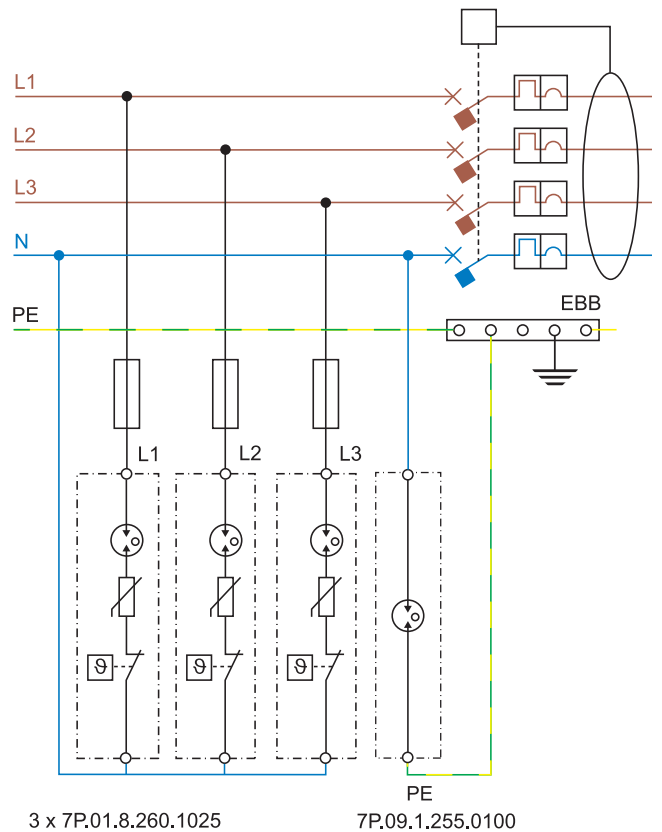 L1
L2
L3
N
PE
EBB
L1
L2
L3
ϑ
ϑ
ϑ
PE
3 x 7P.01.8.260.1025
7P.09.1.255.0100